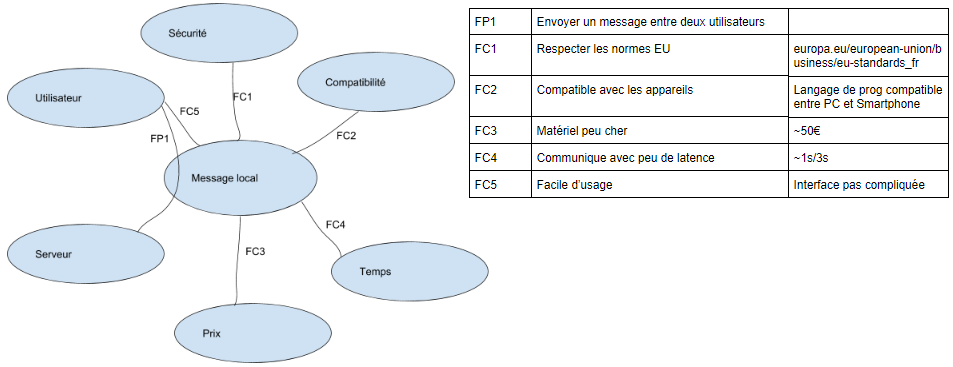 Sécurité
Compatibilité
Utilisateur
FC5
FC1
FC2
FP1
Message local
FC4
FC3
Serveur
Temps
Prix
FP1 Envoyer un message entre deux utilisateurs
FC1 Respecter les normes EU europa.eu/european-union/b
usiness/eu-standards_fr
FC2 Compatible avec les appareils Langage de prog compatible
entre PC et Smartphone
FC3 Matériel peu cher ~50€
FC4 Communique avec peu de latence ~1s/3s
FC5 Facile d'usage Interface pas compliquée